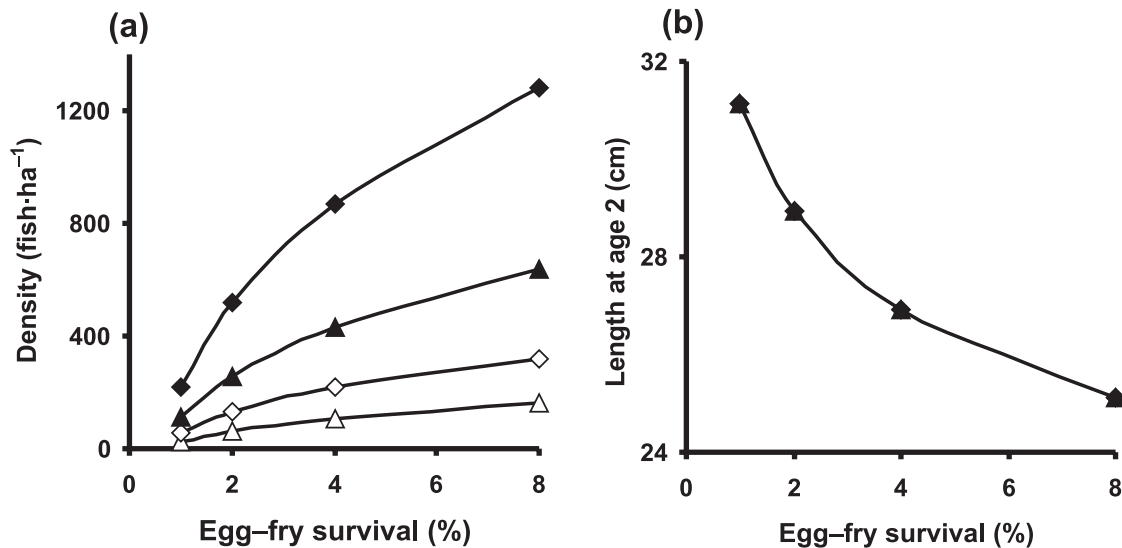 (a)
1200
800
400
0
0
2
4
6
8
Density (fish·ha⁻¹)
Egg–fry survival (%)
(b)
32
28
24
0
2
4
6
8
Length at age 2 (cm)
Egg–fry survival (%)